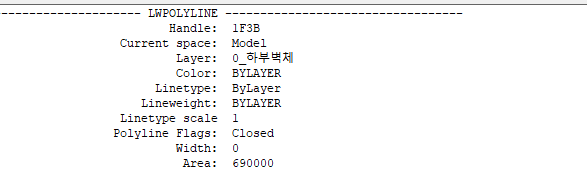 -------------------- LWPOLYLINE ----------------------------------
Handle: 1F3B
Current space: Model
Layer: 0_하부벽체
Color: BYLAYER
Linetype: ByLayer
Lineweight: BYLAYER
Linetype scale 1
Polyline Flags: Closed
Width: 0
Area: 690000